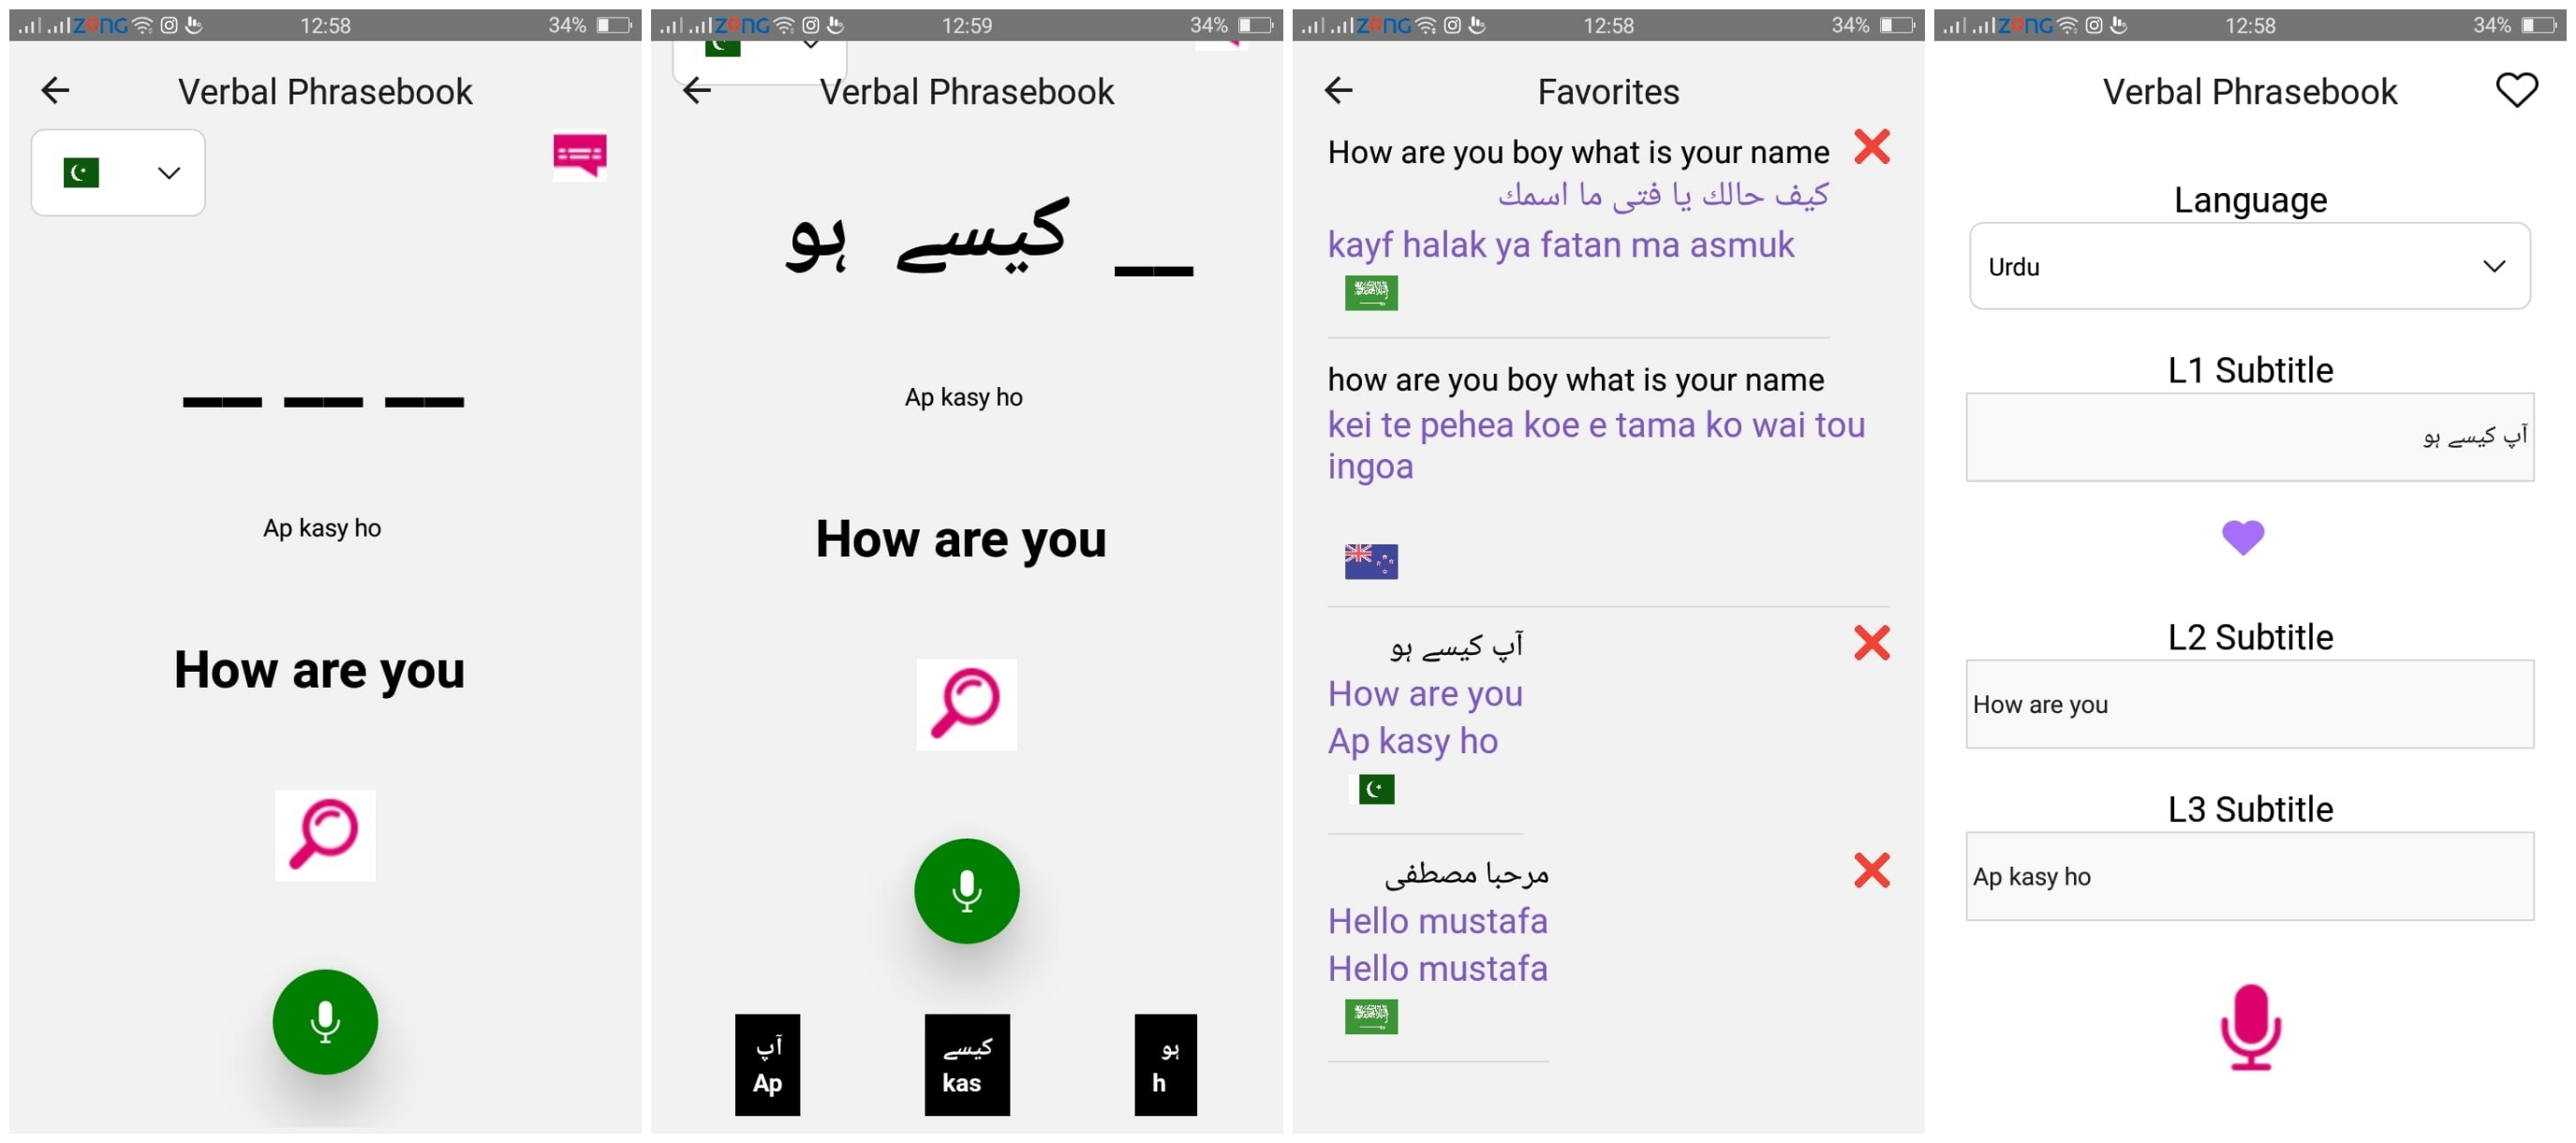 ZONG 12:58 34%
Verbal Phrasebook
__ __ __
Ap kasy ho
How are you
ZONG 12:59 34%
Verbal Phrasebook
__ کیسے ہو
Ap kasy ho
How are you
آپ کیسے ہو
Ap kas h
ZONG 12:58 34%
Favorites
How are you boy what is your name
كيف حالك يا فتى ما اسمك
kayf halak ya fatan ma asmuk
how are you boy what is your name
kei te pehea koe e tama ko wai tou
ingoa
آپ کیسے ہو
How are you
Ap kasy ho
مرحبا مصطفى
Hello mustafa
Hello mustafa
ZONG 12:58 34%
Verbal Phrasebook
Language
Urdu
L1 Subtitle
آپ کیسے ہو
L2 Subtitle
How are you
L3 Subtitle
Ap kasy ho